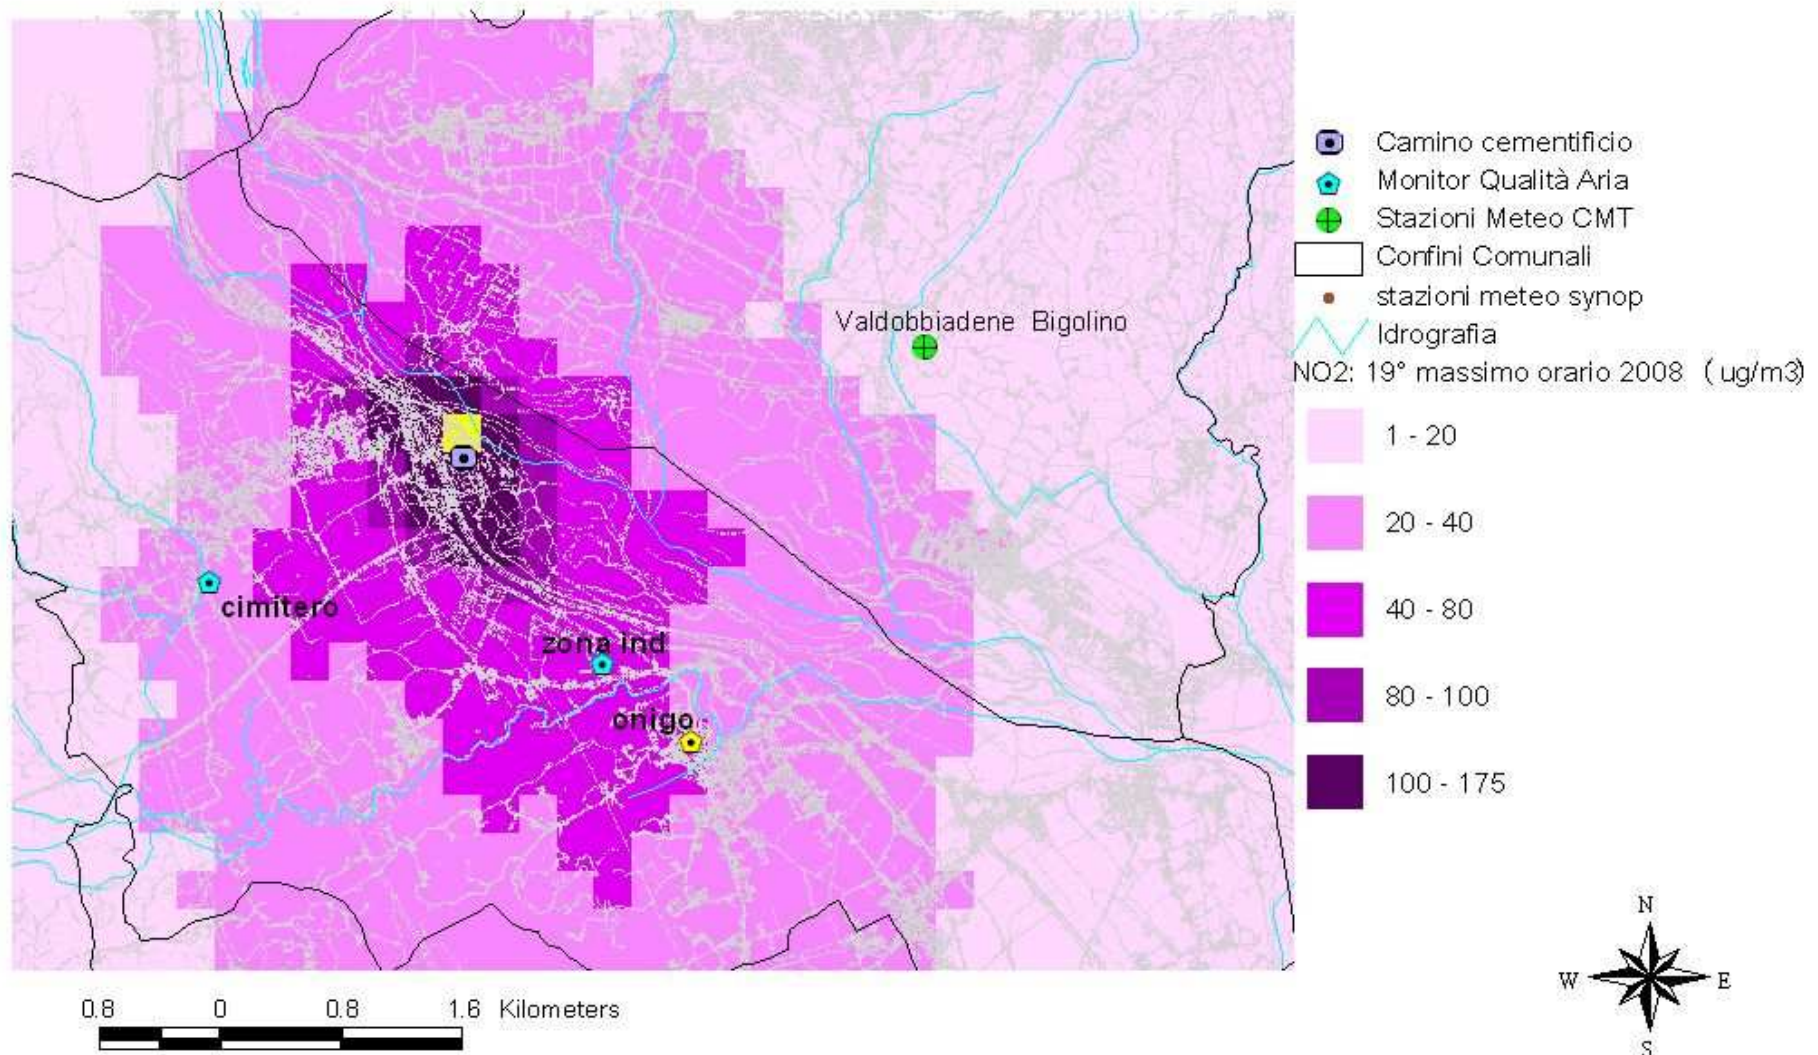 Camino cementificio
Monitor Qualità Aria
Stazioni Meteo CMT
Confini Comunali
stazioni meteo synop
Idrografia
NO2: 19° massimo orario 2008 (ug/m3)
1 - 20
20 - 40
40 - 80
80 - 100
100 - 175
Valdobbiadene Bigolino
cimitero
zona ind
onigo
0.8 0 0.8 1.6 Kilometers
N
W E
S